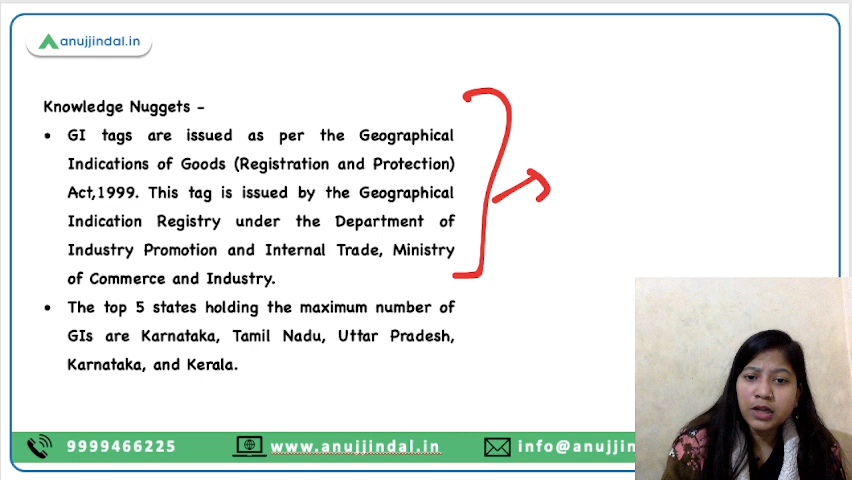 anujjindal.in
Knowledge Nuggets –
• GI tags are issued as per the Geographical
Indications of Goods (Registration and Protection)
Act,1999. This tag is issued by the Geographical
Indication Registry under the Department of
Industry Promotion and Internal Trade, Ministry
of Commerce and Industry.
• The top 5 states holding the maximum number of
GIs are Karnataka, Tamil Nadu, Uttar Pradesh,
Karnataka, and Kerala.
9999466225 www.anujjindal.in info@anujjin